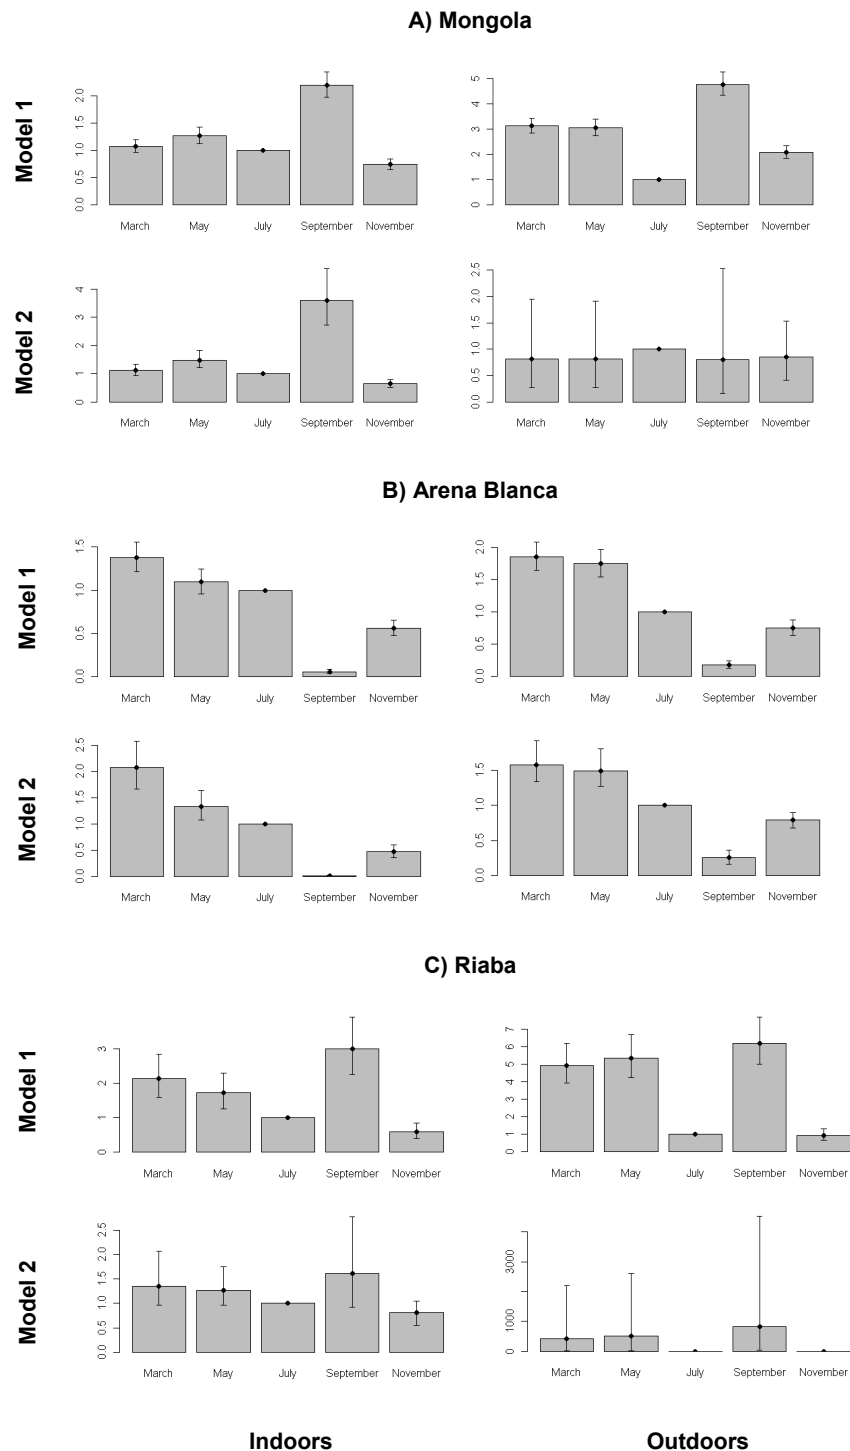 A) Mongola
Model 1
0.0 0.5 1.0 1.5 2.0
March May July September November
0 1 2 3 4 5
March May July September November
Model 2
0 1 2 3 4
March May July September November
0.0 0.5 1.0 1.5 2.0 2.5
March May July September November
B) Arena Blanca
Model 1
0.0 0.5 1.0 1.5
March May July September November
0.0 0.5 1.0 1.5 2.0
March May July September November
Model 2
0.0 0.5 1.0 1.5 2.0 2.5
March May July September November
0.0 0.5 1.0 1.5
March May July September November
C) Riaba
Model 1
0 1 2 3
March May July September November
0 1 2 3 4 5 6 7
March May July September November
Model 2
0.0 0.5 1.0 1.5 2.0 2.5
March May July September November
0 1000 3000
March May July September November
Indoors Outdoors